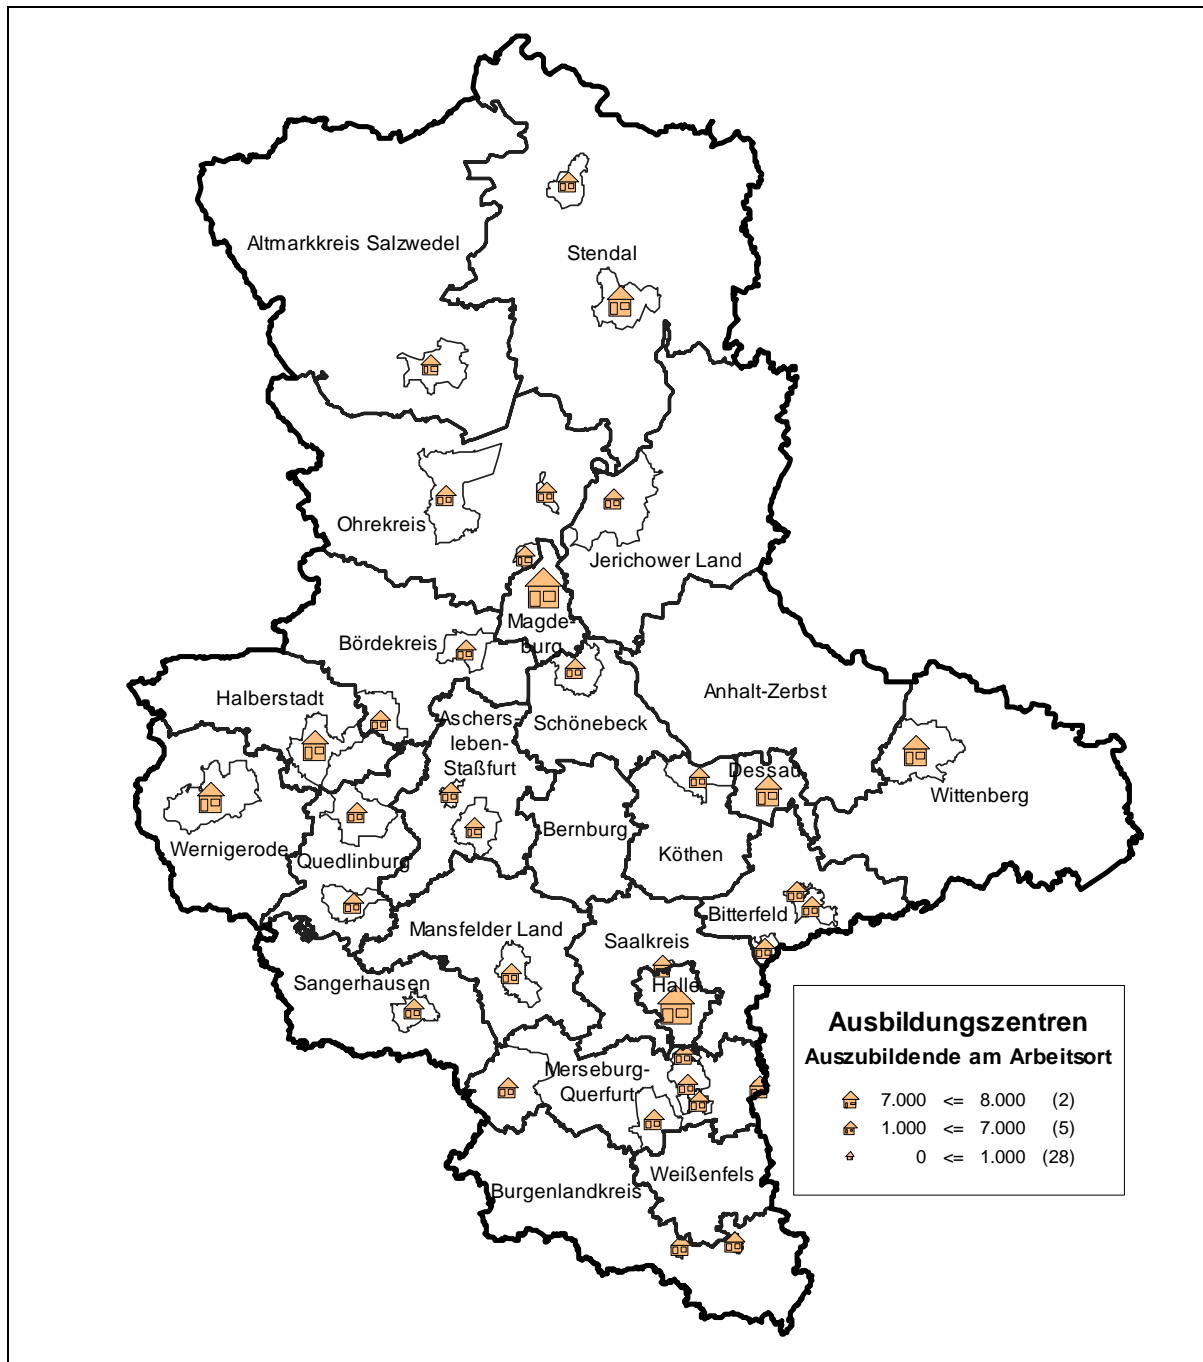 Altmarkkreis Salzwedel
Stendal
Ohrekreis
Jerichower Land
Magde-
burg
Bördekreis
Halberstadt
Aschers-
leben-
Staßfurt
Schönebeck
Anhalt-Zerbst
Dessau
Wittenberg
Wernigerode
Quedlinburg
Bernburg
Köthen
Bitterfeld
Mansfelder Land
Saalkreis
Halle
Sangerhausen
Merseburg-
Querfurt
Weißenfels
Burgenlandkreis
Ausbildungszentren
Auszubildende am Arbeitsort
7.000 <= 8.000 (2)
1.000 <= 7.000 (5)
0 <= 1.000 (28)